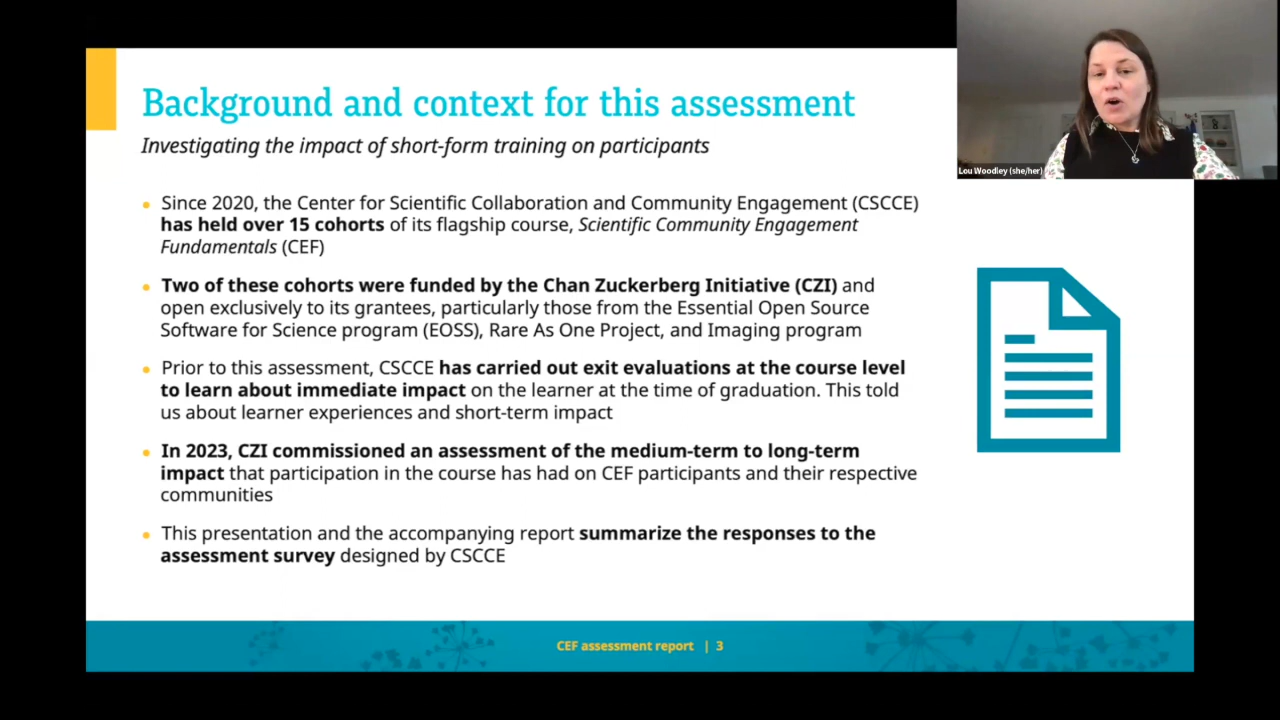 Background and context for this assessment
Investigating the impact of short-form training on participants
Lou Woodley (she/her)
• Since 2020, the Center for Scientific Collaboration and Community Engagement (CSCCE)
has held over 15 cohorts of its flagship course, Scientific Community Engagement
Fundamentals (CEF)
• Two of these cohorts were funded by the Chan Zuckerberg Initiative (CZI) and
open exclusively to its grantees, particularly those from the Essential Open Source
Software for Science program (EOSS), Rare As One Project, and Imaging program
• Prior to this assessment, CSCCE has carried out exit evaluations at the course level
to learn about immediate impact on the learner at the time of graduation. This told
us about learner experiences and short-term impact
• In 2023, CZI commissioned an assessment of the medium-term to long-term
impact that participation in the course has had on CEF participants and their respective
communities
• This presentation and the accompanying report summarize the responses to the
assessment survey designed by CSCCE
CEF assessment report | 3